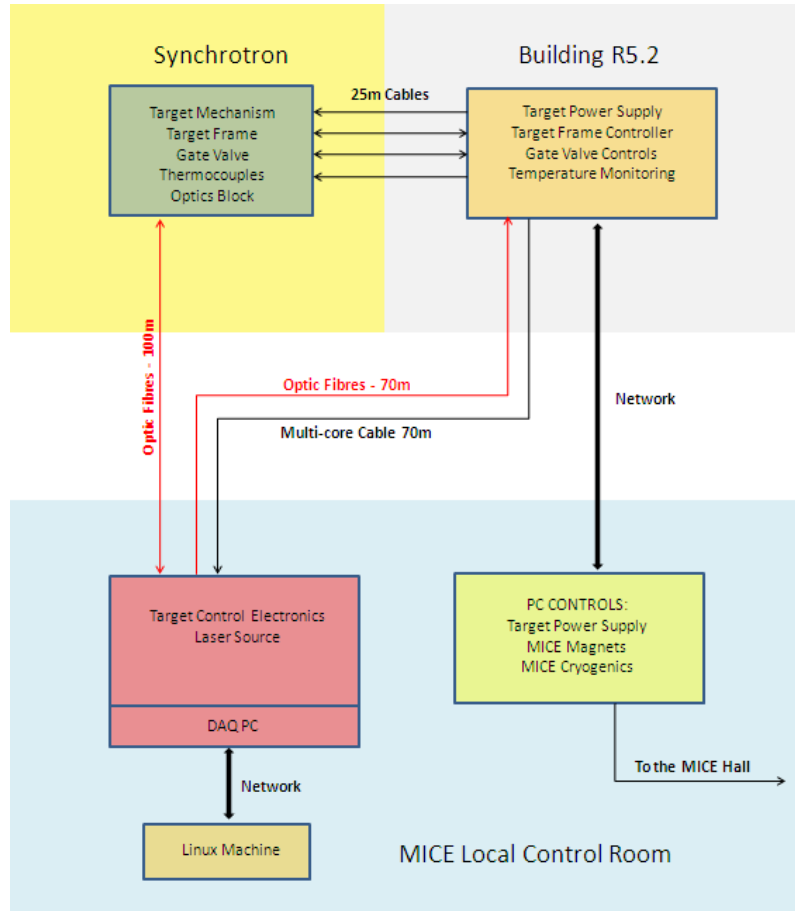 Synchrotron
Building R5.2
25m Cables
Target Mechanism
Target Frame
Gate Valve
Thermocouples
Optics Block
Target Power Supply
Target Frame Controller
Gate Valve Controls
Temperature Monitoring
Optic Fibres - 100m
Optic Fibres - 70m
Multi-core Cable 70m
Network
Target Control Electronics
Laser Source
DAQ PC
PC CONTROLS:
Target Power Supply
MICE Magnets
MICE Cryogenics
To the MICE Hall
Network
Linux Machine
MICE Local Control Room